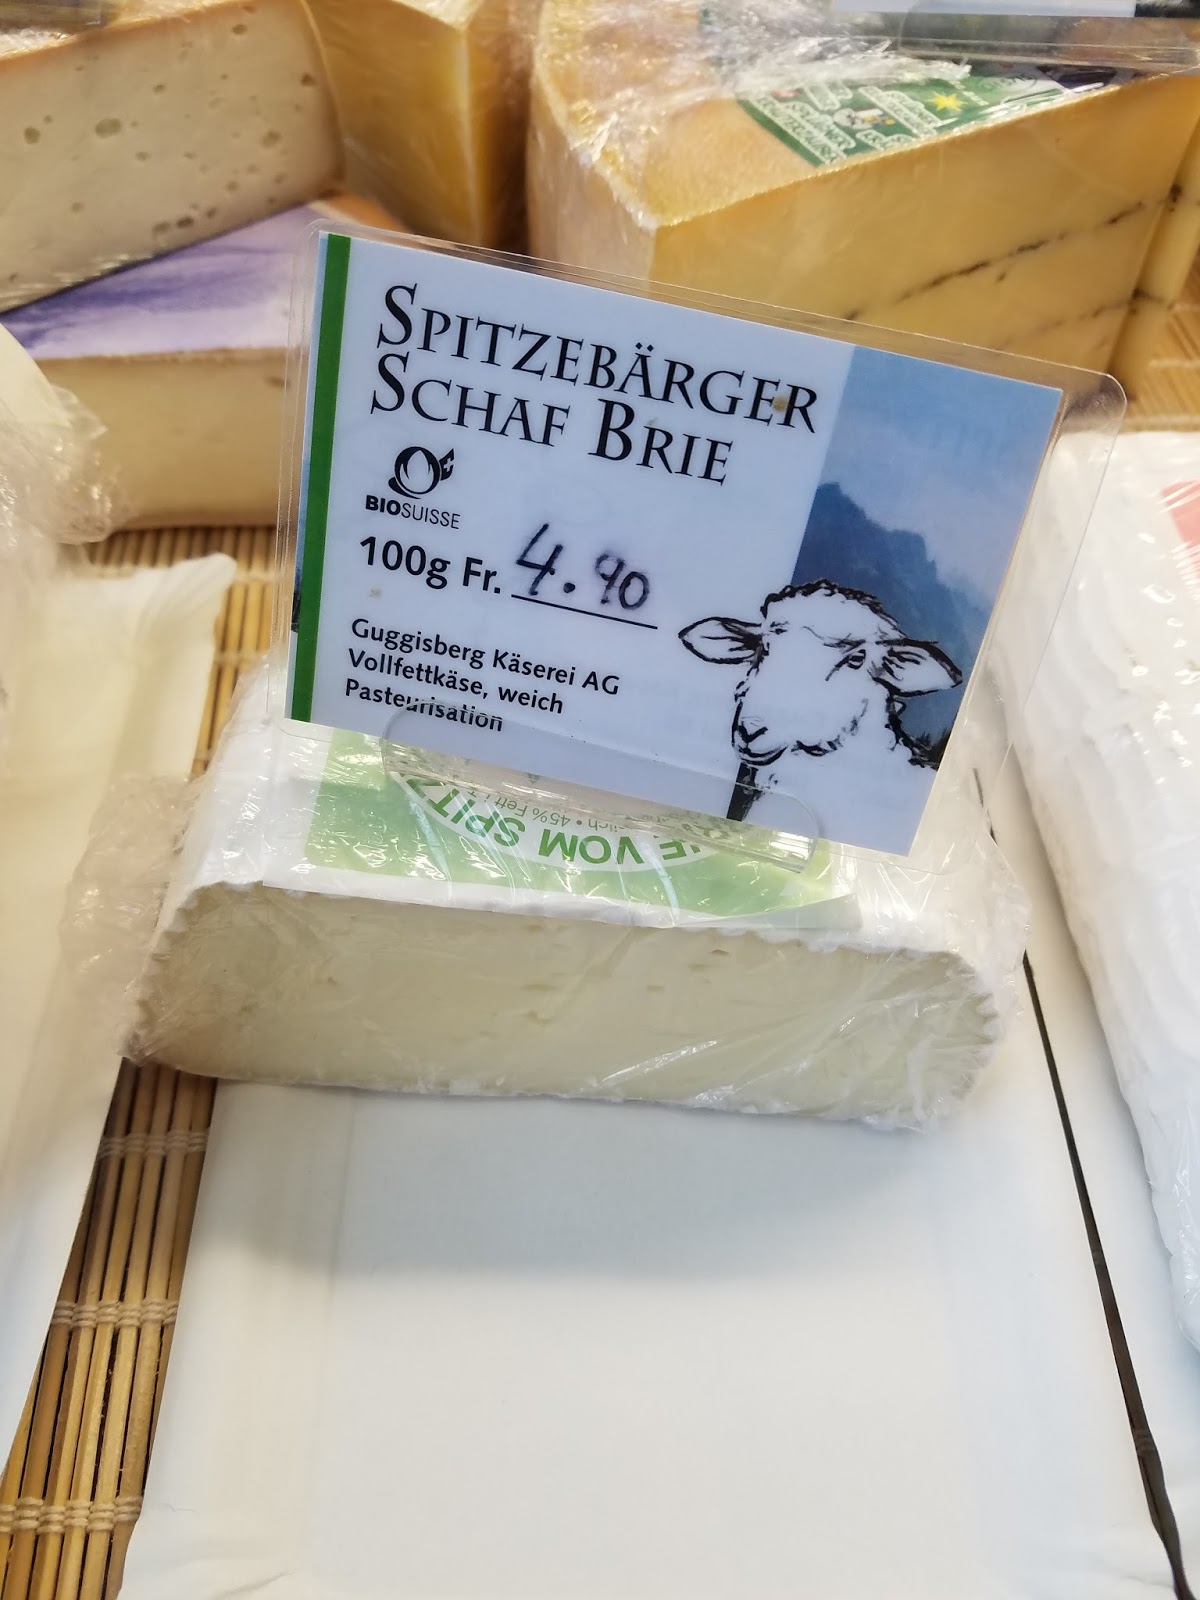 SPITZEBÄRGER
SCHAF BRIE
BIOSUISSE
100g Fr. 4.90
Guggisberg Käserei AG
Vollfettkäse, weich
Pasteurisation
45% Fett
VOM SPITZ